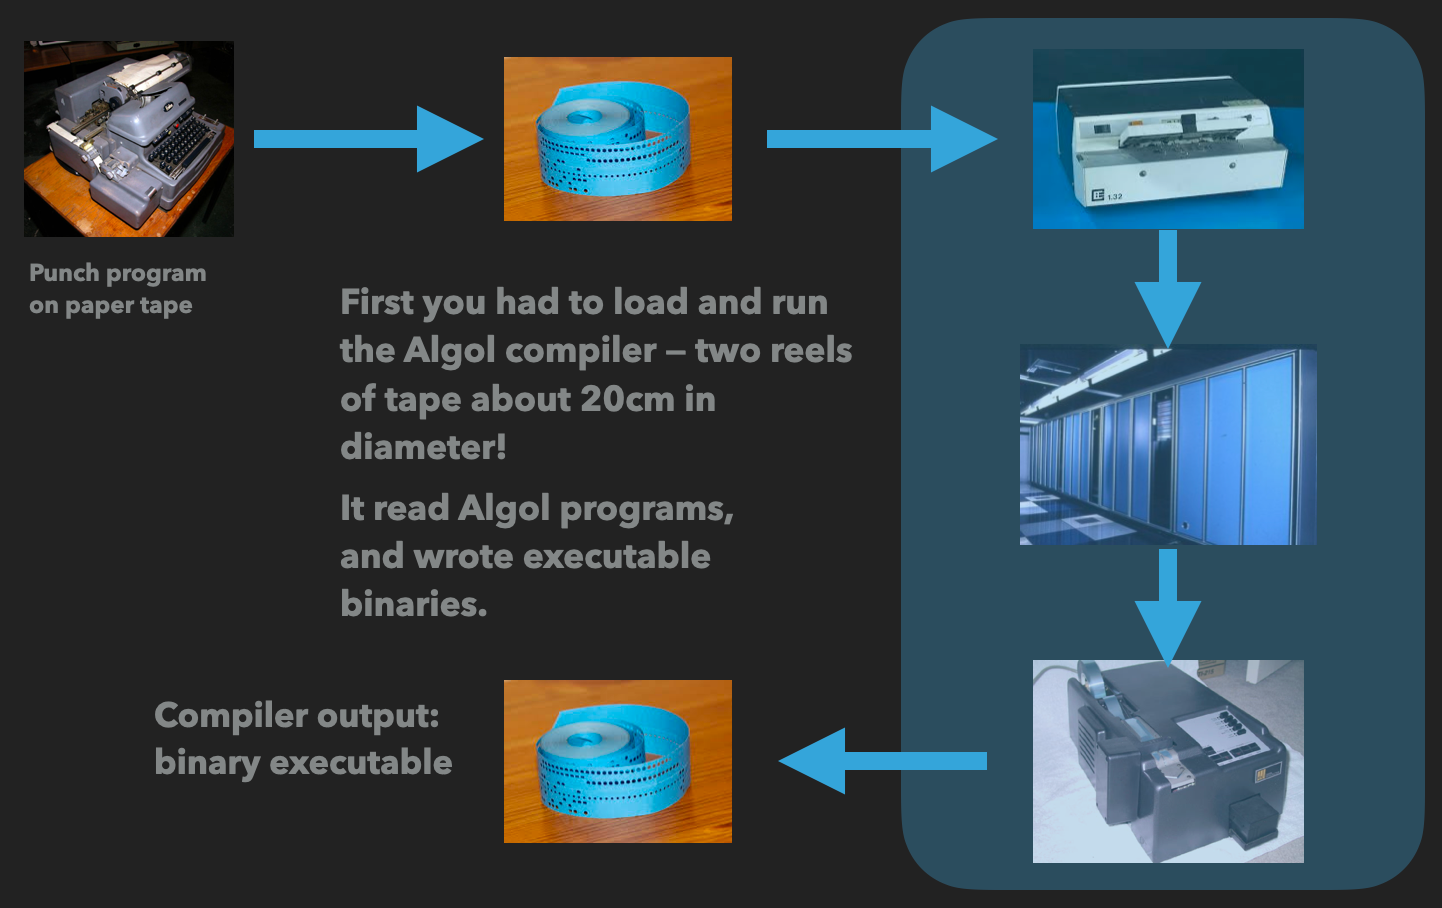 Punch program
on paper tape
First you had to load and run
the Algol compiler – two reels
of tape about 20cm in
diameter!
It read Algol programs,
and wrote executable
binaries.
Compiler output:
binary executable
1.32